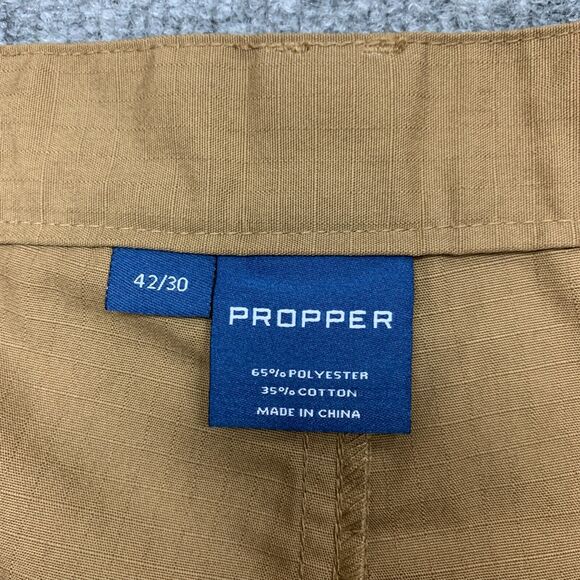 42/30
PROPPER
65% POLYESTER
35% COTTON
MADE IN CHINA